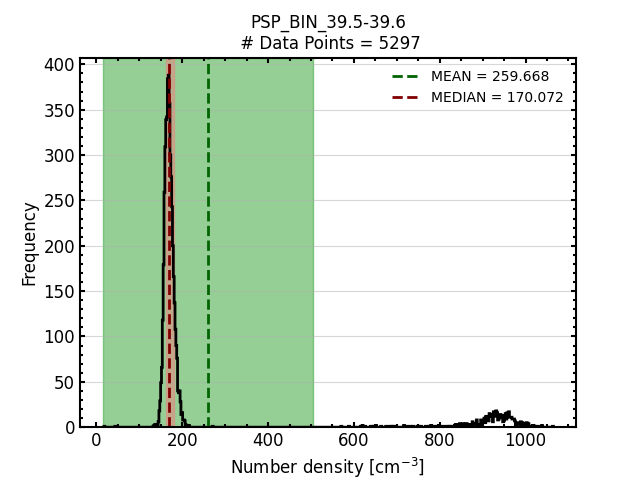 PSP_BIN_39.5-39.6
# Data Points = 5297
MEAN = 259.668
MEDIAN = 170.072
400
350
300
250
200
150
100
50
0
Frequency
0 200 400 600 800 1000
Number density [cm⁻³]